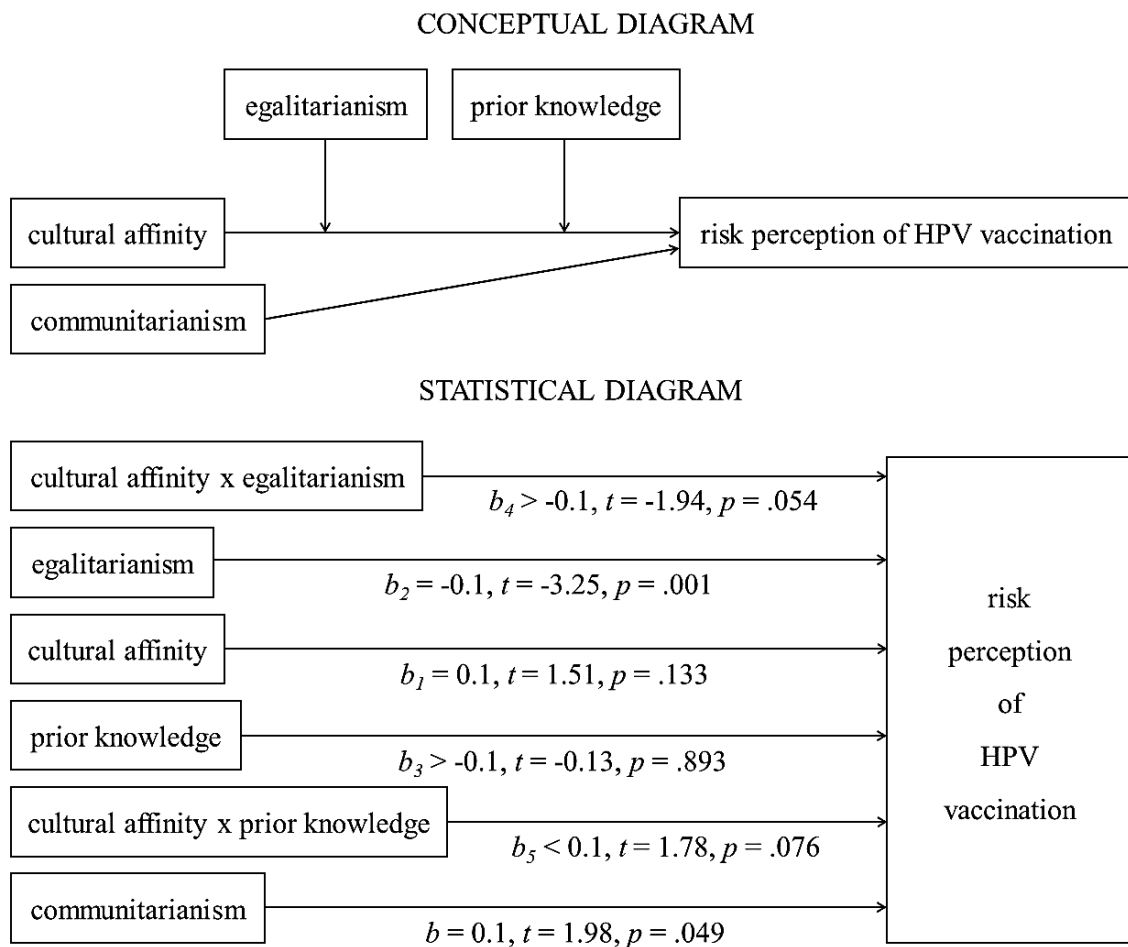 CONCEPTUAL DIAGRAM
egalitarianism
prior knowledge
cultural affinity
risk perception of HPV vaccination
communitarianism
STATISTICAL DIAGRAM
cultural affinity x egalitarianism
b4 > -0.1, t = -1.94, p = .054
egalitarianism
b2 = -0.1, t = -3.25, p = .001
cultural affinity
b1 = 0.1, t = 1.51, p = .133
prior knowledge
b3 > -0.1, t = -0.13, p = .893
cultural affinity x prior knowledge
b5 < 0.1, t = 1.78, p = .076
communitarianism
b = 0.1, t = 1.98, p = .049
risk
perception
of
HPV
vaccination